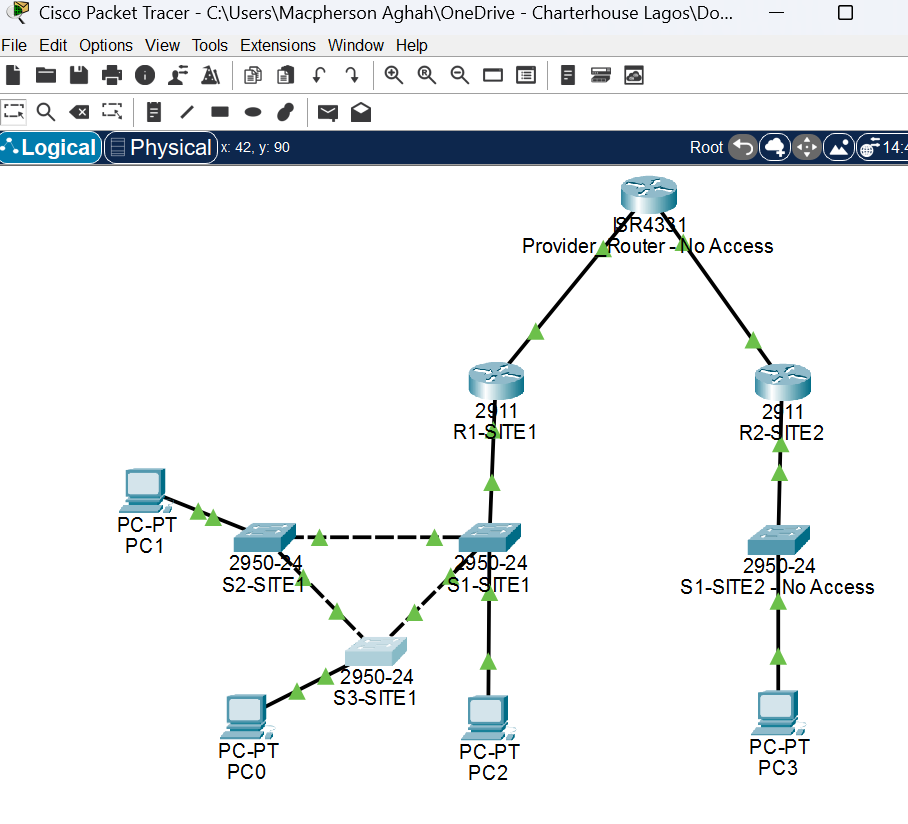 Cisco Packet Tracer - C:\Users\Macpherson Aghah\OneDrive - Charterhouse Lagos\Do...
File Edit Options View Tools Extensions Window Help
Logical Physical x: 42, y: 90 Root 14:4
ISR4331
Provider_Router - No Access
2911
R1-SITE1
2911
R2-SITE2
PC-PT
PC1
2950-24
S2-SITE1
2950-24
S1-SITE1
2950-24
S1-SITE2 - No Access
2950-24
S3-SITE1
PC-PT
PC0
PC-PT
PC2
PC-PT
PC3